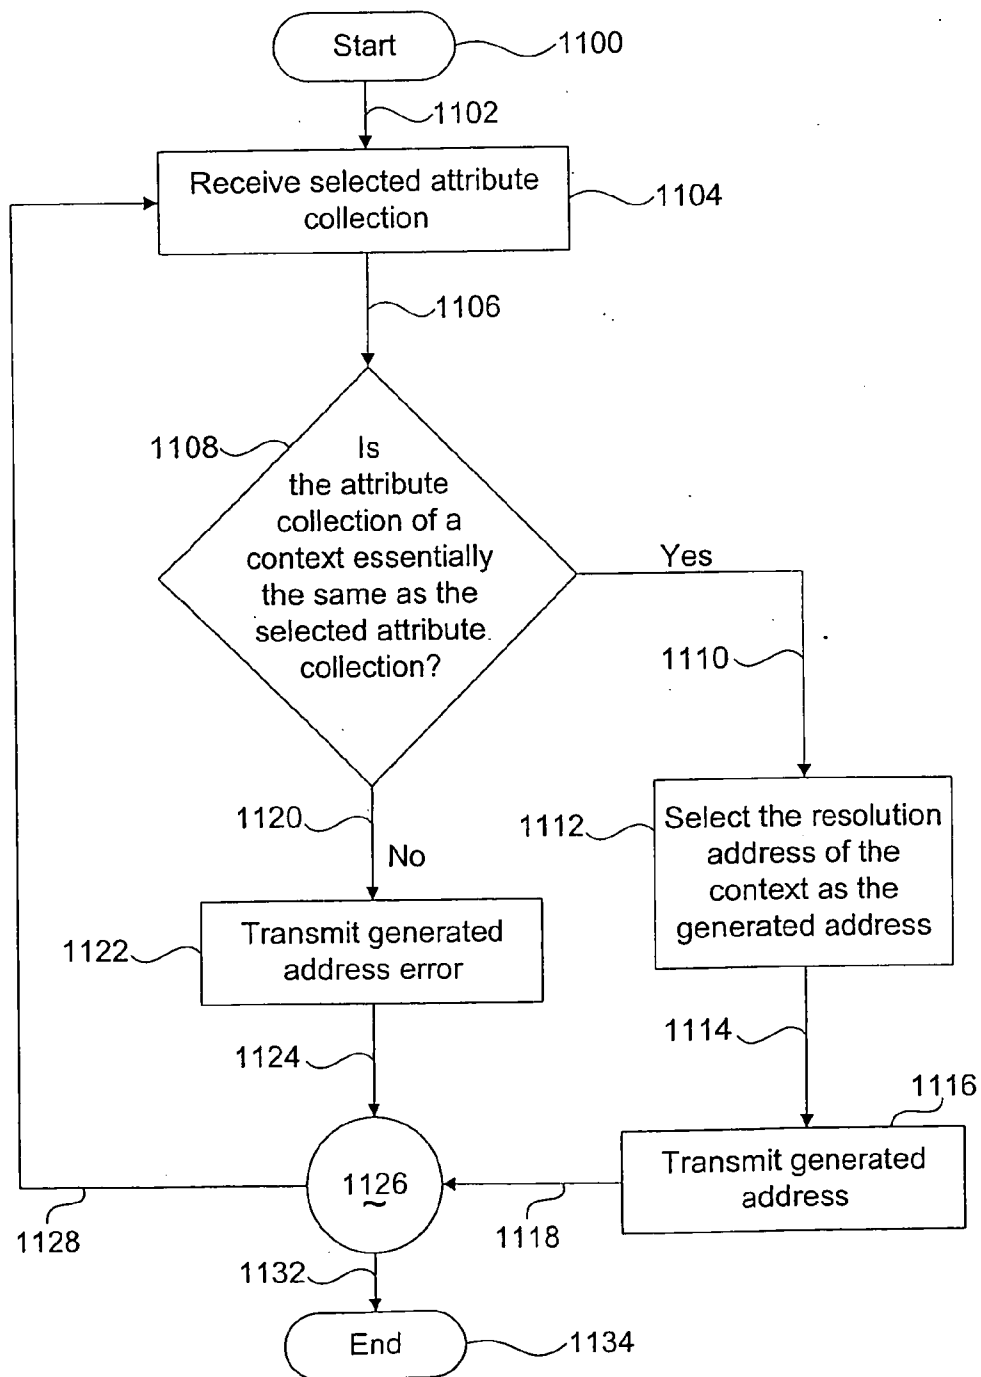 Start
1100
1102
Receive selected attribute
collection
1104
1106
1108
Is
the attribute
collection of a
context essentially
the same as the
selected attribute
collection?
Yes
1110
1120
No
1112
Select the resolution
address of the
context as the
generated address
1122
Transmit generated
address error
1114
1124
1116
Transmit generated
address
1126
1118
1128
1132
End
1134